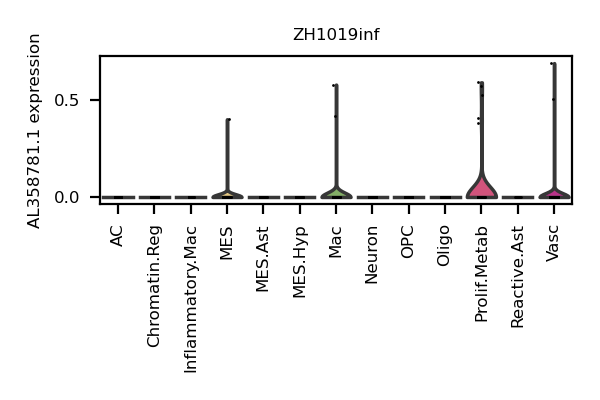 ZH1019inf
AL358781.1 expression
0.5
0.0
AC
Chromatin.Reg
Inflammatory.Mac
MES
MES.Ast
MES.Hyp
Mac
Neuron
OPC
Oligo
Prolif.Metab
Reactive.Ast
Vasc